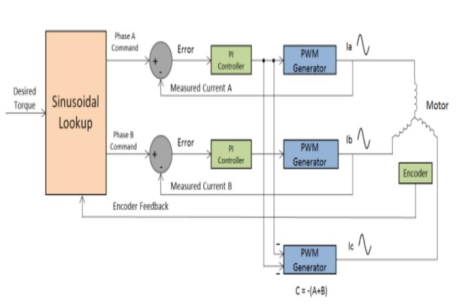 Phase A
Command
Error
PI
Controller
PWM
Generator
Ia
+
-
Measured Current A
Desired
Torque
Sinusoidal
Lookup
Motor
Phase B
Command
Error
PI
Controller
PWM
Generator
Ib
+
-
Measured Current B
Encoder
Encoder Feedback
-
-
PWM
Generator
Ic
C = -(A+B)